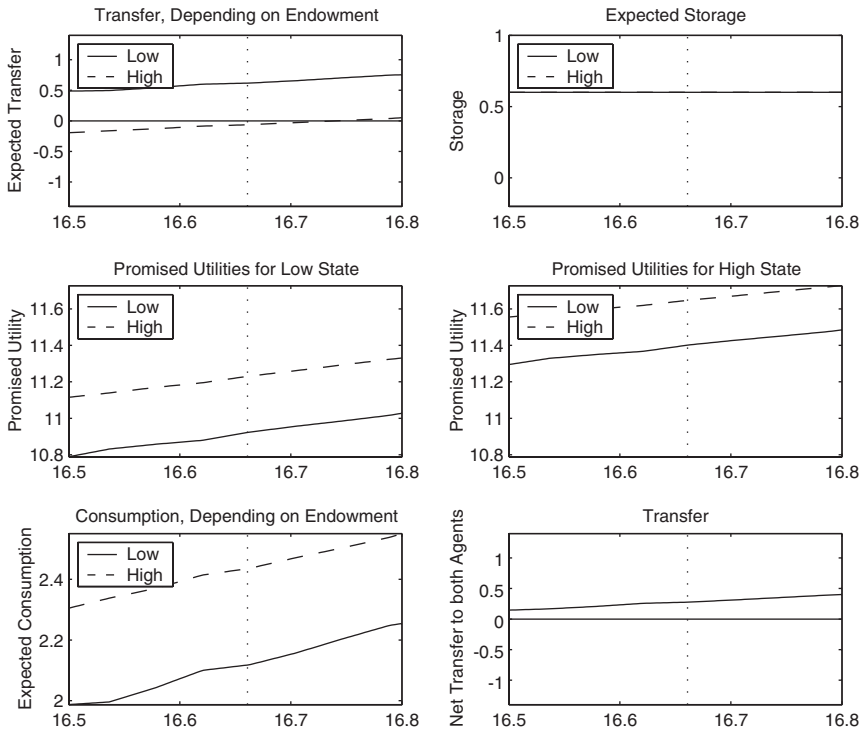 Transfer, Depending on Endowment
Expected Transfer
1
0.5
0
-0.5
-1
Low
High
16.5 16.6 16.7 16.8
Expected Storage
Storage
1
0.5
0
Low
High
16.5 16.6 16.7 16.8
Promised Utilities for Low State
Promised Utility
11.6
11.4
11.2
11
10.8
Low
High
16.5 16.6 16.7 16.8
Promised Utilities for High State
Promised Utility
11.6
11.4
11.2
11
10.8
Low
High
16.5 16.6 16.7 16.8
Consumption, Depending on Endowment
Expected Consumption
2.4
2.2
2
Low
High
16.5 16.6 16.7 16.8
Transfer
Net Transfer to both Agents
1
0.5
0
-0.5
-1
16.5 16.6 16.7 16.8